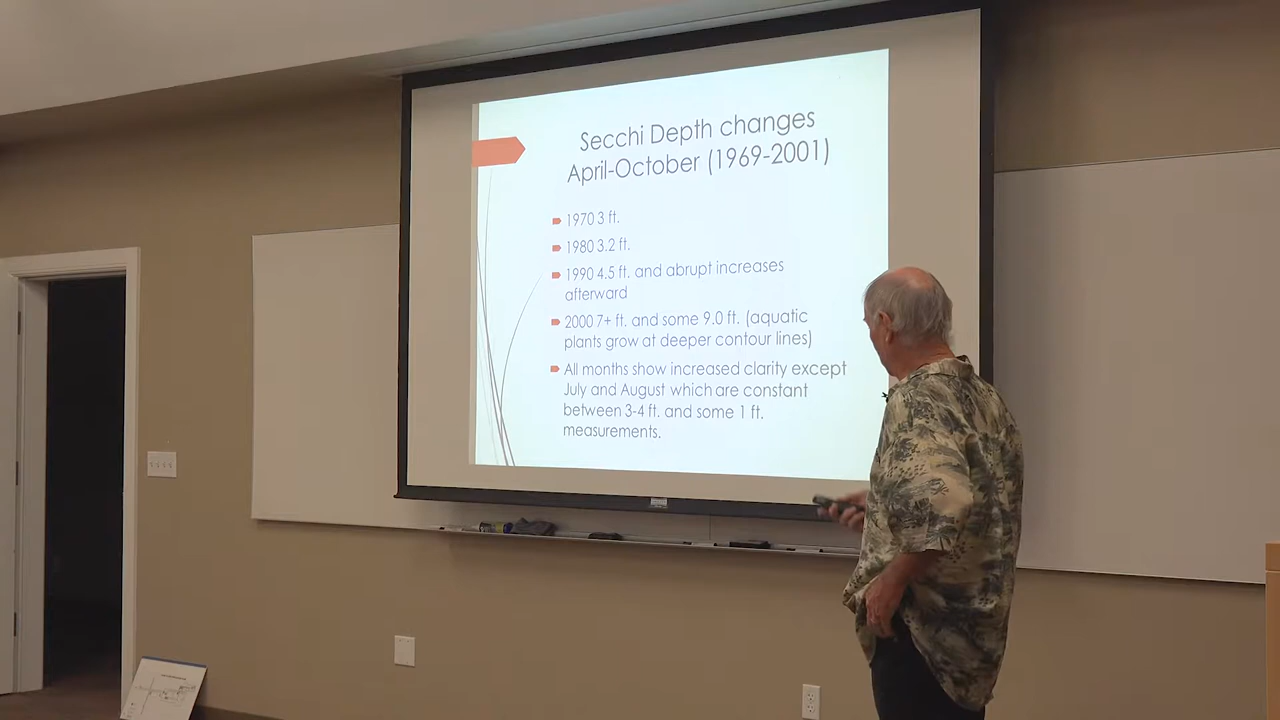 Secchi Depth changes
April-October (1969-2001)
1970 3 ft.
1980 3.2 ft.
1990 4.5 ft. and abrupt increases
afterward
2000 7+ ft. and some 9.0 ft. (aquatic
plants grow at deeper contour lines)
All months show increased clarity except
July and August which are constant
between 3-4 ft. and some 1 ft.
measurements.